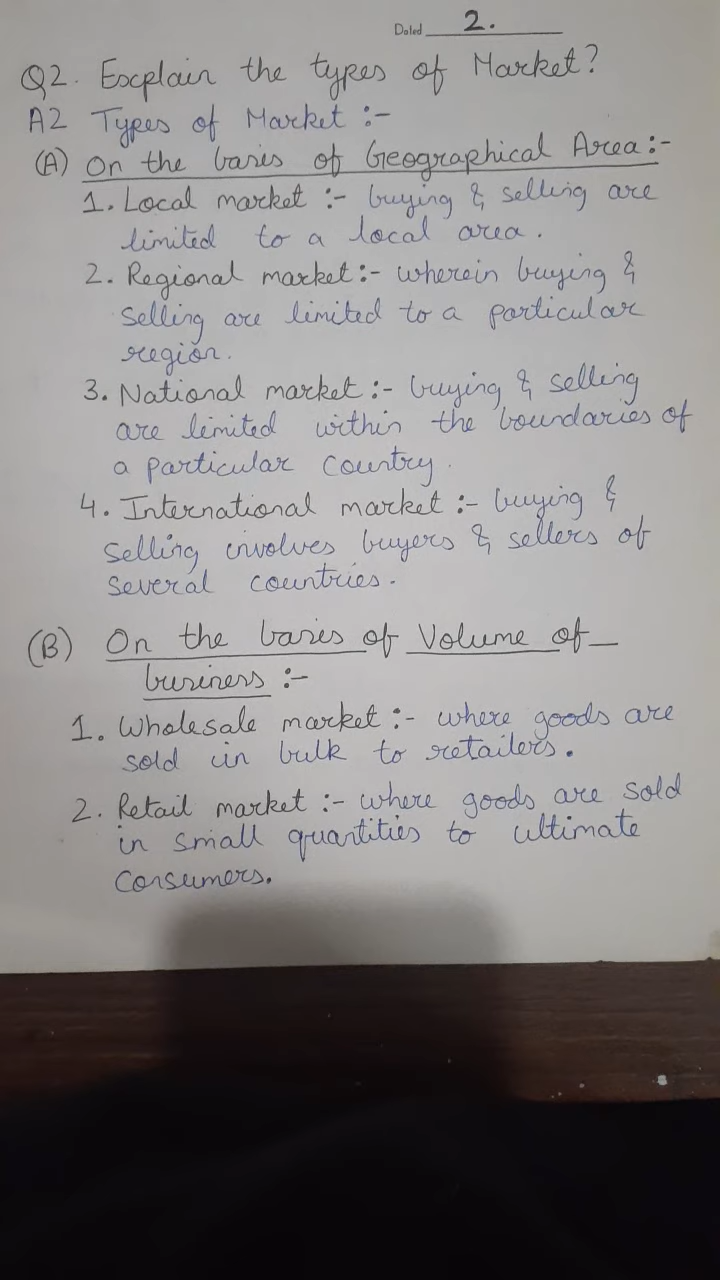 Dated 2.
Q2. Explain the types of Market?
A2 Types of Market :-
(A) On the bases of Geographical Area:-
1. Local market :- buying & selling are
limited to a local area.
2. Regional market:- wherein buying &
selling are limited to a particular
region.
3. National market:- buying & selling
are limited within the boundaries of
a particular country.
4. International market :- buying &
selling involves buyers & sellers of
several countries.
(B) On the bases of Volume of
business :-
1. Wholesale market :- where goods are
sold in bulk to retailers.
2. Retail market :- where goods are sold
in small quantities to ultimate
consumers.